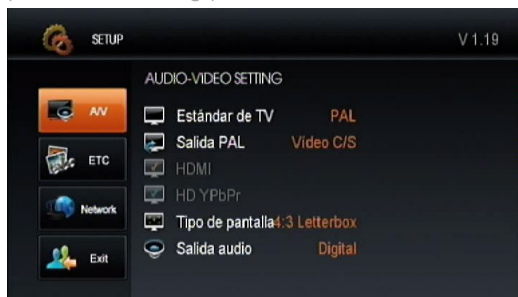 SETUP
V 1.19
AUDIO-VIDEO SETTING
A/V
Estándar de TV PAL
Salida PAL Vídeo C/S
ETC
HDMI
HD YPbPr
Network
Tipo de pantalla 4:3 Letterbox
Salida audio Digital
Exit